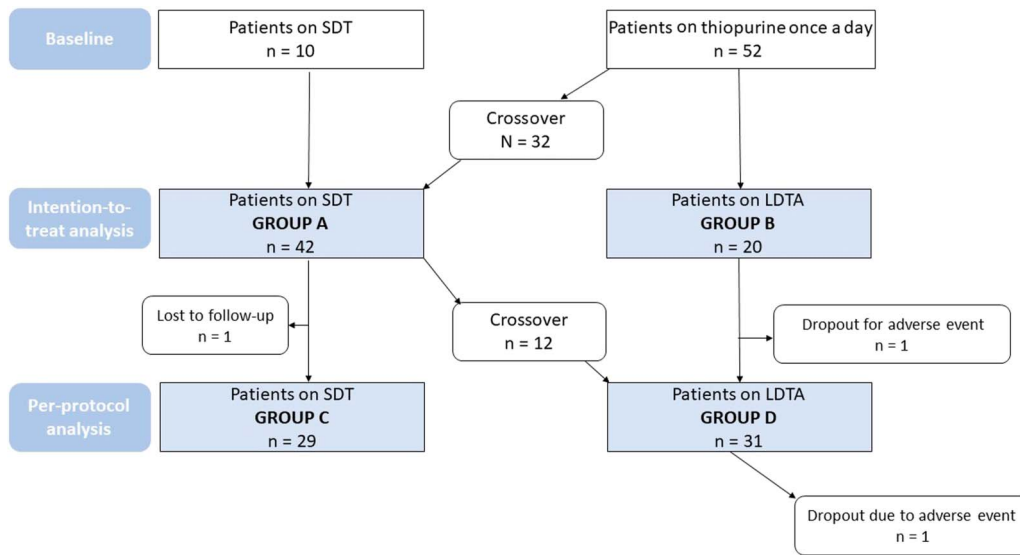 Baseline
Patients on SDT
n = 10
Patients on thiopurine once a day
n = 52
Crossover
N = 32
Intention-to-
treat analysis
Patients on SDT
GROUP A
n = 42
Patients on LDTA
GROUP B
n = 20
Lost to follow-up
n = 1
Crossover
n = 12
Dropout for adverse event
n = 1
Per-protocol
analysis
Patients on SDT
GROUP C
n = 29
Patients on LDTA
GROUP D
n = 31
Dropout due to adverse event
n = 1